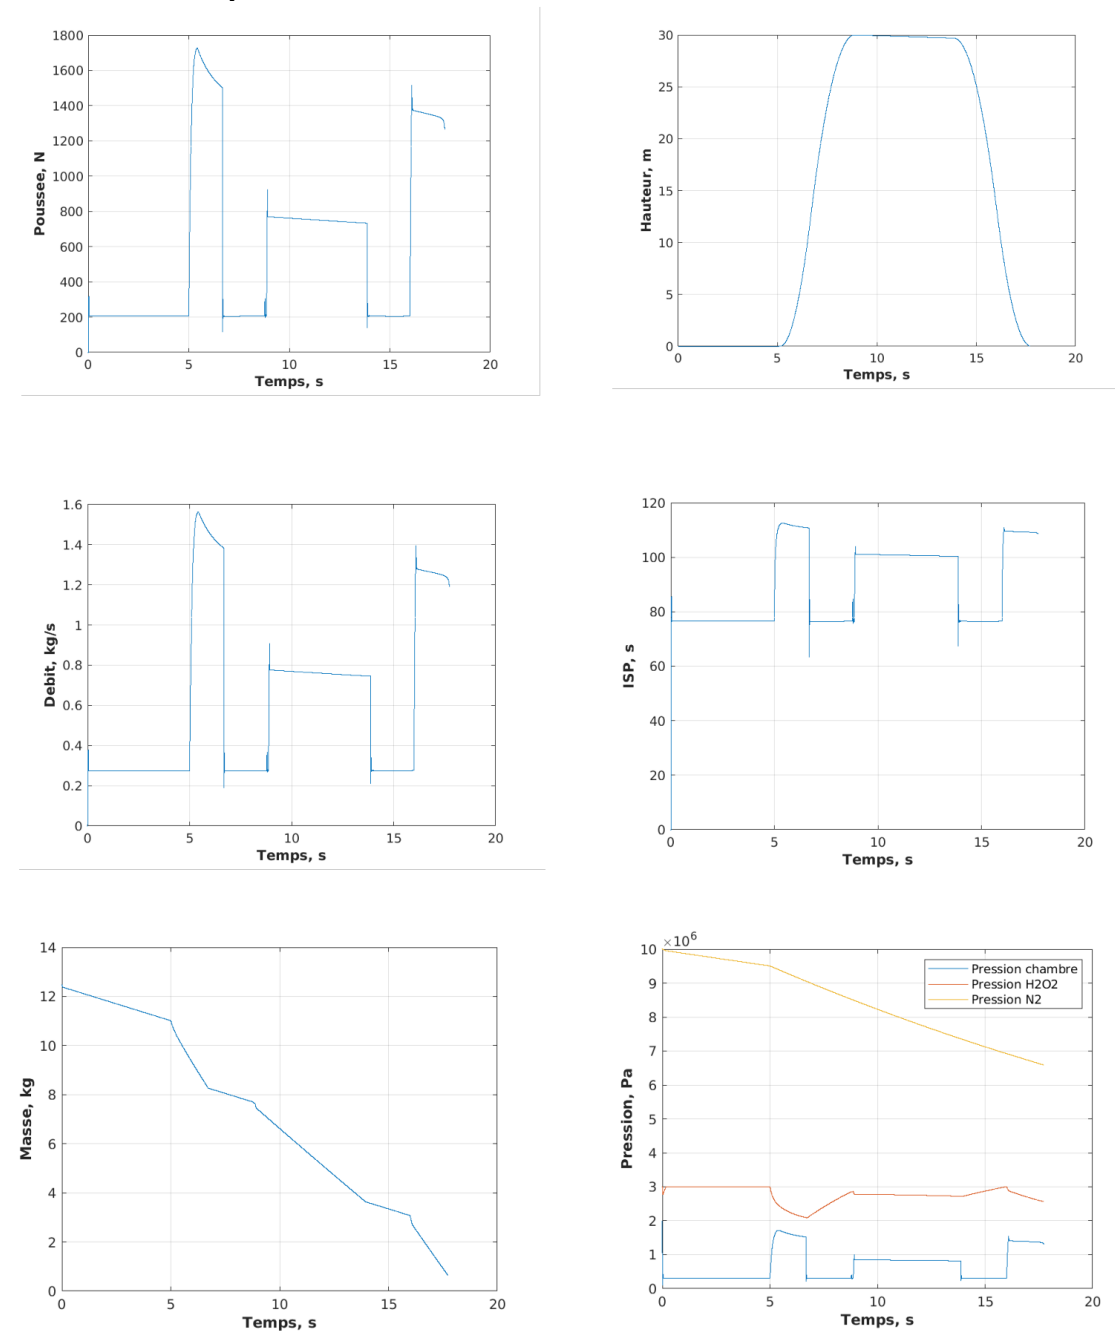 1800
1600
1400
1200
1000
800
600
400
200
0
Poussee, N
0 5 10 15 20
Temps, s
30
25
20
15
10
5
0
Hauteur, m
0 5 10 15 20
Temps, s
1.6
1.4
1.2
1
0.8
0.6
0.4
0.2
0
Debit, kg/s
0 5 10 15 20
Temps, s
120
100
80
60
40
20
0
ISP, s
0 5 10 15 20
Temps, s
14
12
10
8
6
4
2
0
Masse, kg
0 5 10 15 20
Temps, s
×10⁶
10
9
8
7
6
5
4
3
2
1
0
Pression, Pa
Pression chambre
Pression H2O2
Pression N2
0 5 10 15 20
Temps, s